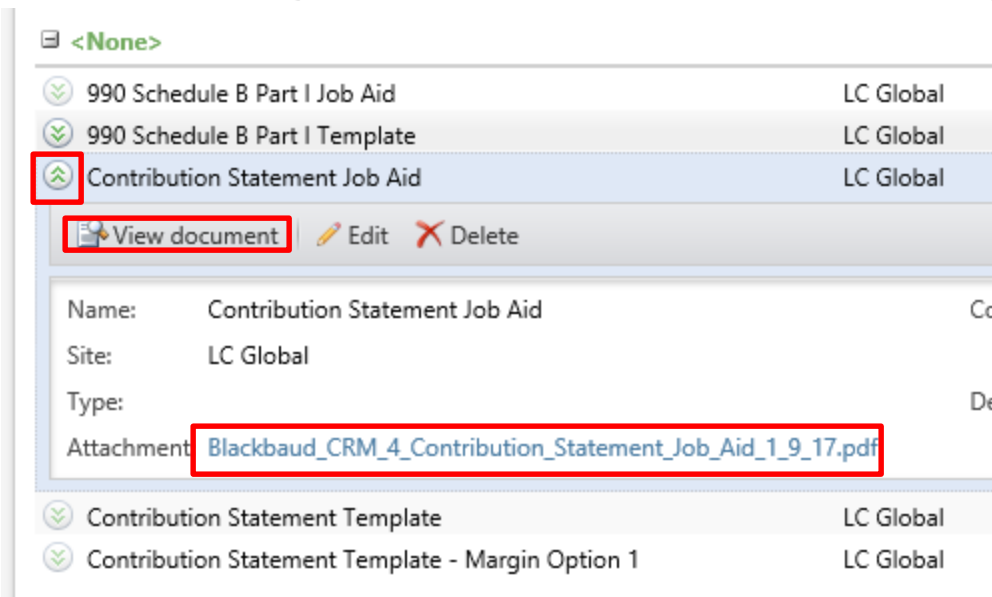 <None>
990 Schedule B Part I Job Aid LC Global
990 Schedule B Part I Template LC Global
Contribution Statement Job Aid LC Global
View document Edit Delete
Name: Contribution Statement Job Aid
Site: LC Global
Type:
Attachment Blackbaud_CRM_4_Contribution_Statement_Job_Aid_1_9_17.pdf
Contribution Statement Template LC Global
Contribution Statement Template - Margin Option 1 LC Global